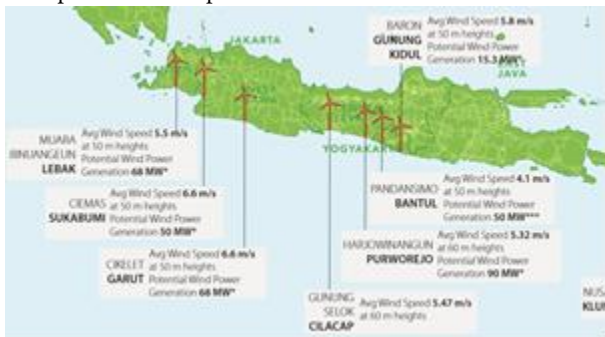 BARON
GUNUNG
KIDUL
Avg Wind Speed 5.8 m/s
at 50 m heights
Potential Wind Power
Generation 15.3 MW*
JAKARTA
JAVA
YOGYAKARTA
MUARA
BINUANGEUN
LEBAK
Avg Wind Speed 5.5 m/s
at 50 m heights
Potential Wind Power
Generation 68 MW*
CIEMAS
SUKABUMI
Avg Wind Speed 6.6 m/s
at 50 m heights
Potential Wind Power
Generation 50 MW*
CIKELET
GARUT
Avg Wind Speed 6.6 m/s
at 50 m heights
Potential Wind Power
Generation 68 MW*
GUNUNG
SELOK
CILACAP
Avg Wind Speed 5.47 m/s
at 60 m heights
PANDANSIMO
BANTUL
Avg Wind Speed 4.1 m/s
at 50 m heights
Potential Wind Power
Generation 50 MW***
HARJOWINANGUN
PURWOREJO
Avg Wind Speed 5.32 m/s
at 60 m heights
Potential Wind Power
Generation 90 MW*